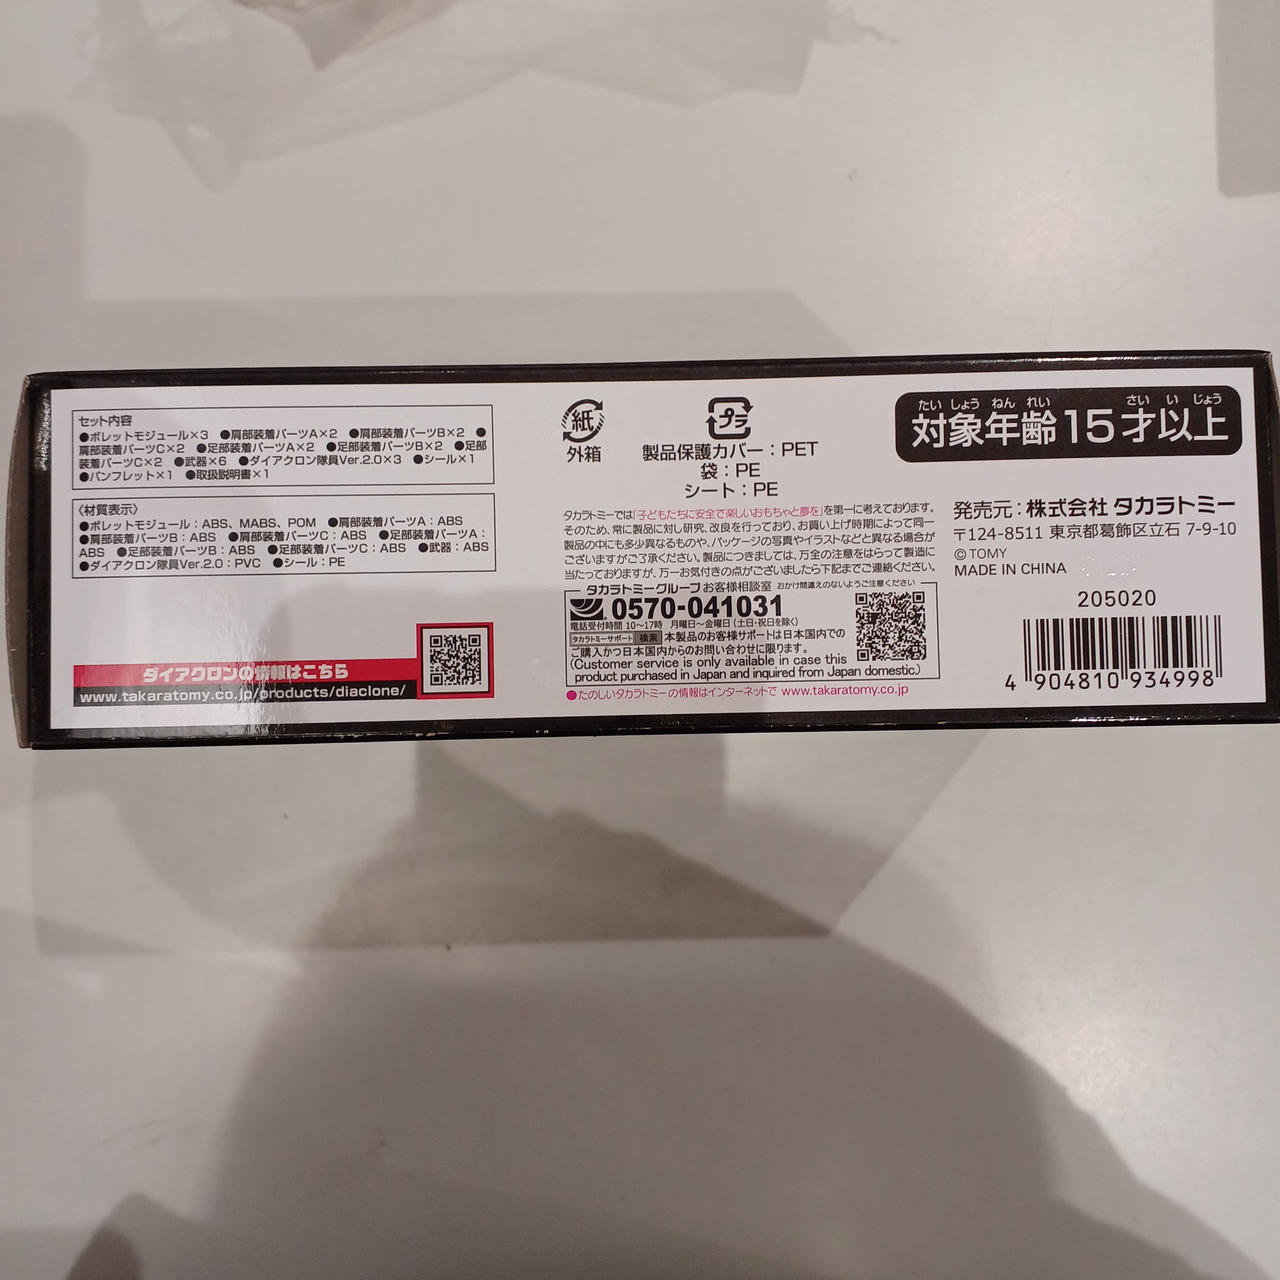 セット内容
●ポレットモジュール×3 ●肩部装着パーツA×2 ●肩部装着パーツB×2 ●
肩部装着パーツC×2 ●足部装着パーツA×2 ●足部装着パーツB×2 ●足部
装着パーツC×2 ●武器×6 ●ダイアクロン隊員Ver.2.0×3 ●シール×1
●パンフレット×1 ●取扱説明書×1
〈材質表示〉
●ポレットモジュール：ABS、MABS、POM ●肩部装着パーツA：ABS
●肩部装着パーツB：ABS ●肩部装着パーツC：ABS ●足部装着パーツA：
ABS ●足部装着パーツB：ABS ●足部装着パーツC：ABS ●武器：ABS
●ダイアクロン隊員Ver.2.0：PVC ●シール：PE
ダイアクロンの情報はこちら
www.takaratomy.co.jp/products/diaclone/
紙
外箱
プラ
製品保護カバー：PET
袋：PE
シート：PE
タカラトミーでは「子どもたちに安全で楽しいおもちゃと夢を」を第一に考えております。
そのため、常に製品に対し研究、改良を行っており、お買い上げ時期によって同一
製品の中にも多少異なるものや、パッケージの写真やイラストなどと異なる場合が
ございますがご了承ください。製品につきましては、万全の注意をはらって製造に
当たっておりますが、万一お気付きの点がございましたら下記までご連絡ください。
タカラトミーグループお客様相談室 おかけ間違えのないようご注意ください
0570-041031
電話受付時間 10〜17時 月曜日〜金曜日（土・日・祝日を除く）
タカラトミーサポート 検索 本製品のお客様サポートは日本国内での
ご購入かつ日本国内からのお問い合わせに限ります。
(Customer service is only available in case this
product purchased in Japan and inquired from Japan domestic.)
●たのしいタカラトミーの情報はインターネットで www.takaratomy.co.jp
たいしょうねんれい さいいじょう
対象年齢15才以上
発売元：株式会社 タカラトミー
〒124-8511 東京都葛飾区立石 7-9-10
©TOMY
MADE IN CHINA
205020
4 904810 934998